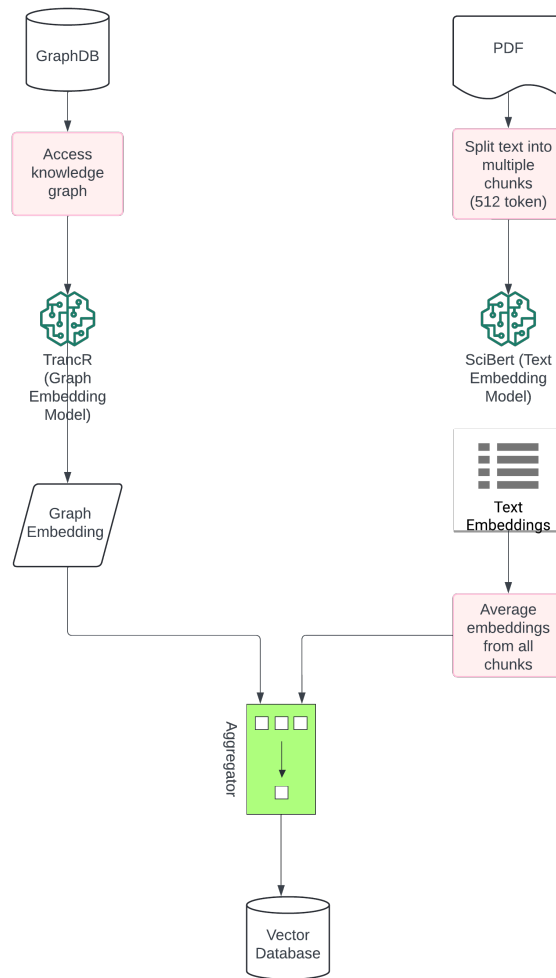 GraphDB
PDF
Access
knowledge
graph
Split text into
multiple
chunks
(512 token)
TrancR
(Graph
Embedding
Model)
SciBert (Text
Embedding
Model)
Graph
Embedding
Text
Embeddings
Average
embeddings
from all
chunks
Aggregator
Vector
Database